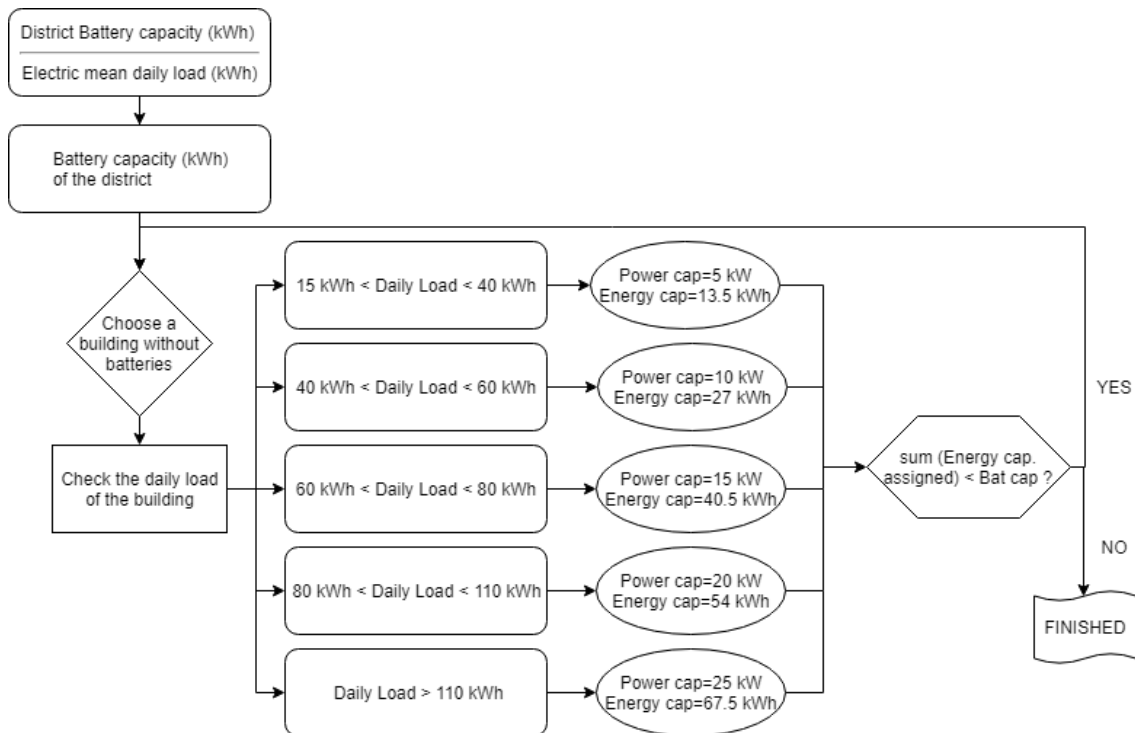 District Battery capacity (kWh)
Electric mean daily load (kWh)
Battery capacity (kWh)
of the district
Choose a
building without
batteries
Check the daily load
of the building
15 kWh < Daily Load < 40 kWh
Power cap=5 kW
Energy cap=13.5 kWh
40 kWh < Daily Load < 60 kWh
Power cap=10 kW
Energy cap=27 kWh
60 kWh < Daily Load < 80 kWh
Power cap=15 kW
Energy cap=40.5 kWh
80 kWh < Daily Load < 110 kWh
Power cap=20 kW
Energy cap=54 kWh
Daily Load > 110 kWh
Power cap=25 kW
Energy cap=67.5 kWh
sum (Energy cap.
assigned) < Bat cap ?
YES
NO
FINISHED